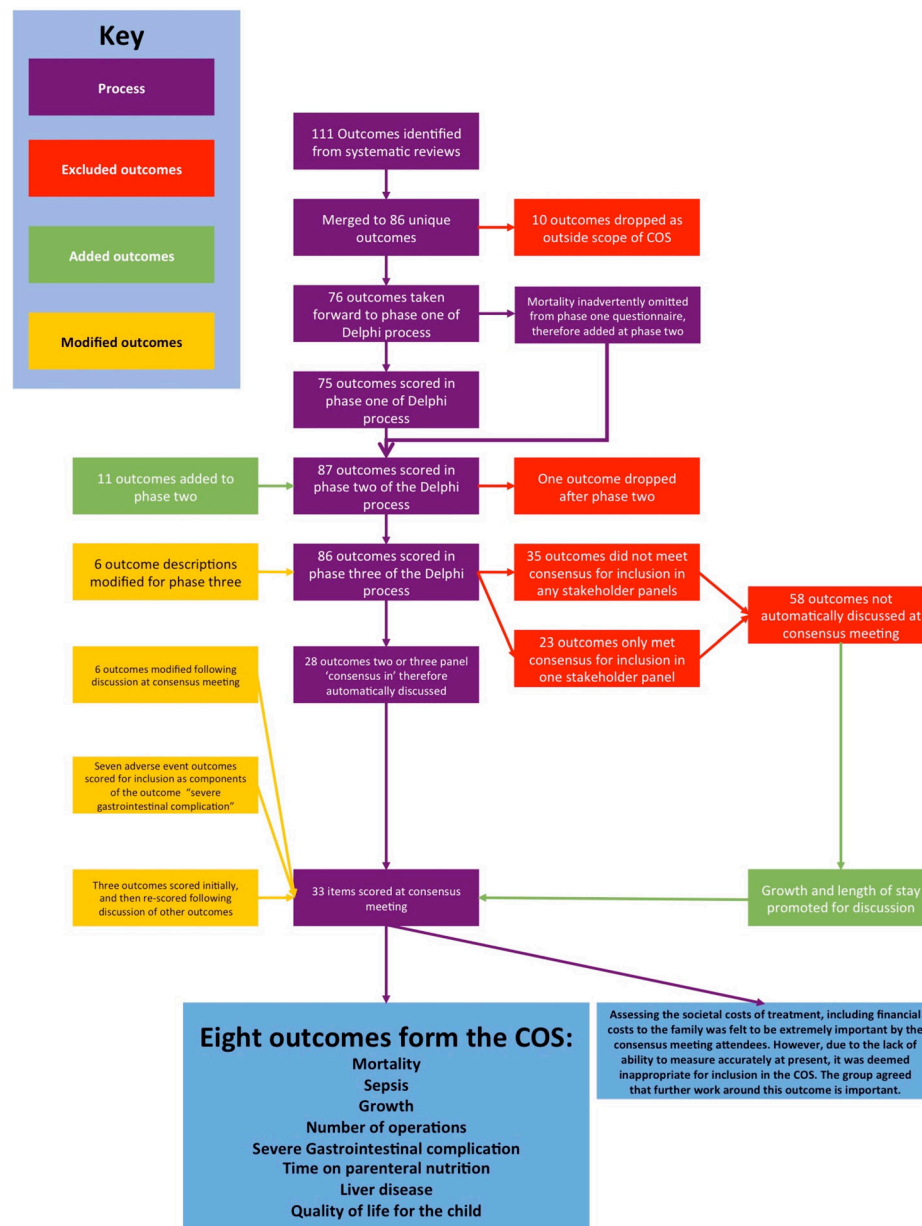 Key
Process
Excluded outcomes
Added outcomes
Modified outcomes
111 Outcomes identified
from systematic reviews
Merged to 86 unique
outcomes
10 outcomes dropped as
outside scope of COS
76 outcomes taken
forward to phase one of
Delphi process
Mortality inadvertently omitted
from phase one questionnaire,
therefore added at phase two
75 outcomes scored in
phase one of Delphi
process
11 outcomes added to
phase two
87 outcomes scored in
phase two of the Delphi
process
One outcome dropped
after phase two
6 outcome descriptions
modified for phase three
86 outcomes scored in
phase three of the Delphi
process
35 outcomes did not meet
consensus for inclusion in
any stakeholder panels
23 outcomes only met
consensus for inclusion in
one stakeholder panel
58 outcomes not
automatically discussed at
consensus meeting
6 outcomes modified following
discussion at consensus meeting
28 outcomes two or three panel
'consensus in' therefore
automatically discussed
Seven adverse event outcomes
scored for inclusion as components
of the outcome "severe
gastrointestinal complication"
Three outcomes scored initially,
and then re-scored following
discussion of other outcomes
33 items scored at consensus
meeting
Growth and length of stay
promoted for discussion
Eight outcomes form the COS:
Mortality
Sepsis
Growth
Number of operations
Severe Gastrointestinal complication
Time on parenteral nutrition
Liver disease
Quality of life for the child
Assessing the societal costs of treatment, including financial
costs to the family was felt to be extremely important by the
consensus meeting attendees. However, due to the lack of
ability to measure accurately at present, it was deemed
inappropriate for inclusion in the COS. The group agreed
that further work around this outcome is important.